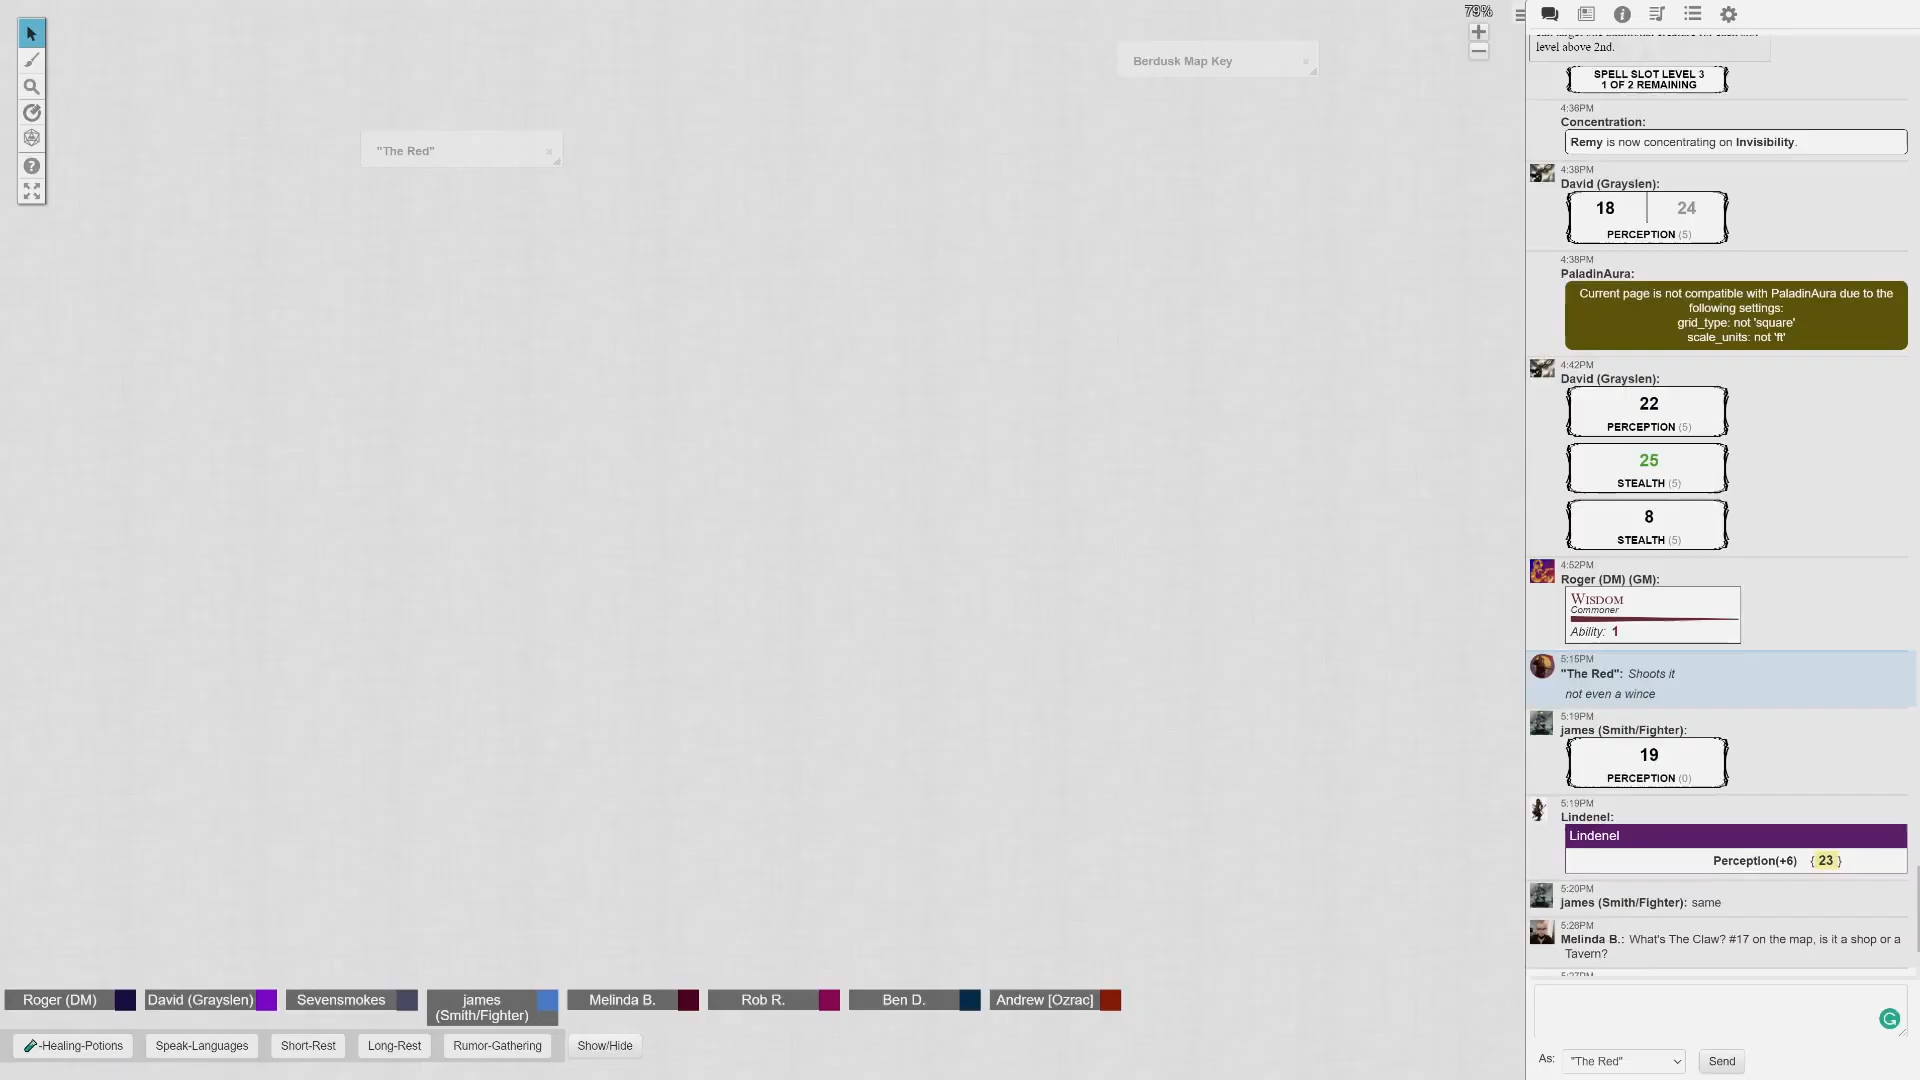 79%
Berdusk Map Key
"The Red"
level above 2nd.
SPELL SLOT LEVEL 3
1 OF 2 REMAINING
4:36PM
Concentration:
Remy is now concentrating on Invisibility.
4:38PM
David (Grayslen):
18 24
PERCEPTION (5)
4:38PM
PaladinAura:
Current page is not compatible with PaladinAura due to the
following settings:
grid_type: not 'square'
scale_units: not 'ft'
4:42PM
David (Grayslen):
22
PERCEPTION (5)
25
STEALTH (5)
8
STEALTH (5)
4:52PM
Roger (DM) (GM):
WISDOM
Commoner
Ability: 1
5:15PM
"The Red": Shoots it
not even a wince
5:19PM
james (Smith/Fighter):
19
PERCEPTION (0)
5:19PM
Lindenel:
Lindenel
Perception(+6) {23}
5:20PM
james (Smith/Fighter): same
5:26PM
Melinda B.: What's The Claw? #17 on the map, is it a shop or a
Tavern?
5:27PM
As: "The Red" Send
Roger (DM) David (Grayslen) Sevensmokes james Melinda B. Rob R. Ben D. Andrew [Ozrac]
(Smith/Fighter)
-Healing-Potions Speak-Languages Short-Rest Long-Rest Rumor-Gathering Show/Hide